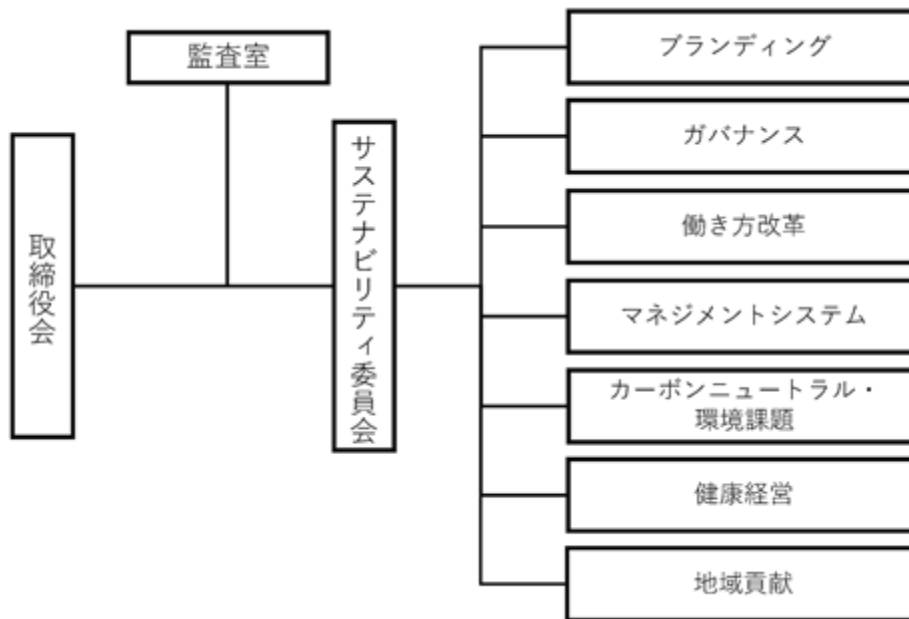 監査室
取締役会
サステナビリティ委員会
ブランディング
ガバナンス
働き方改革
マネジメントシステム
カーボンニュートラル・
環境課題
健康経営
地域貢献